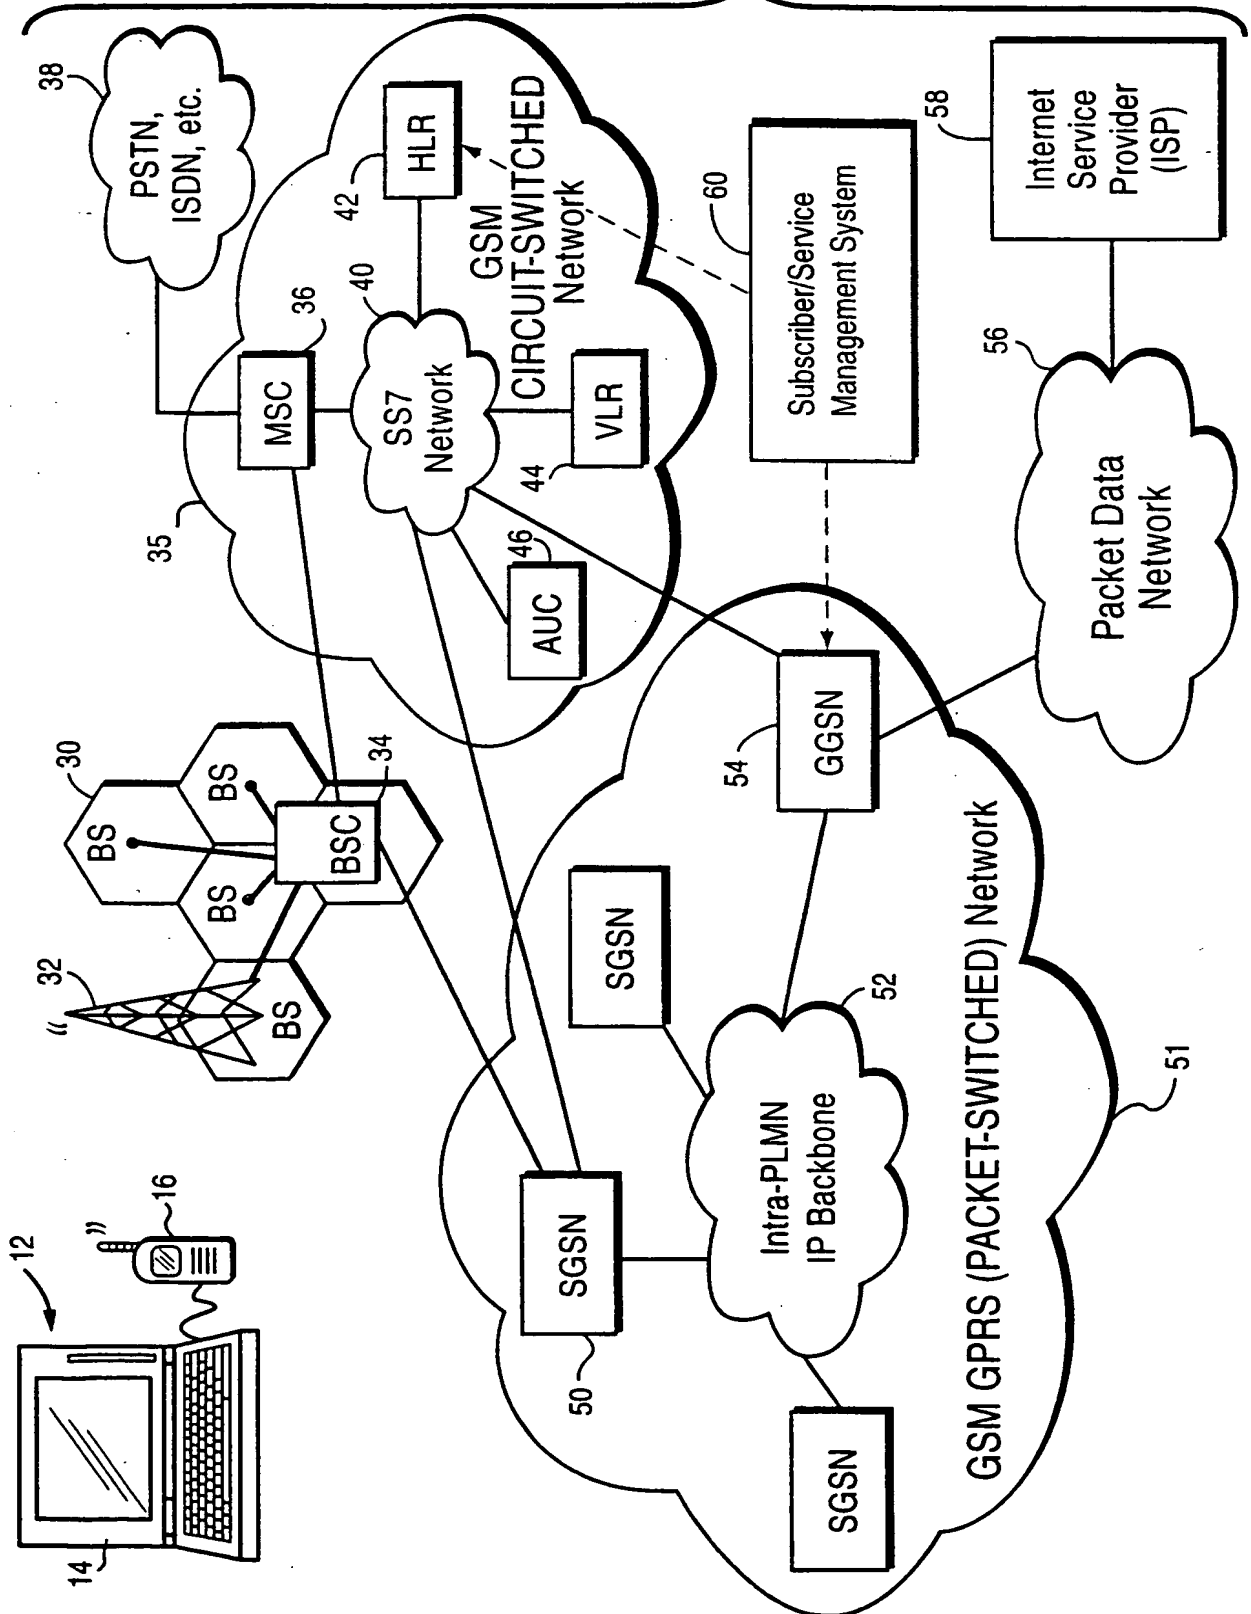 12
14
16
32
30
BS
BS
BS
BS
BSC
34
38
PSTN,
ISDN, etc.
35
MSC
36
SS7
Network
40
42
HLR
GSM
CIRCUIT-SWITCHED
Network
44
VLR
AUC
46
50
SGSN
SGSN
SGSN
Intra-PLMN
IP Backbone
52
54
GGSN
GSM GPRS (PACKET-SWITCHED) Network
51
60
Subscriber/Service
Management System
56
Packet Data
Network
58
Internet
Service
Provider
(ISP)